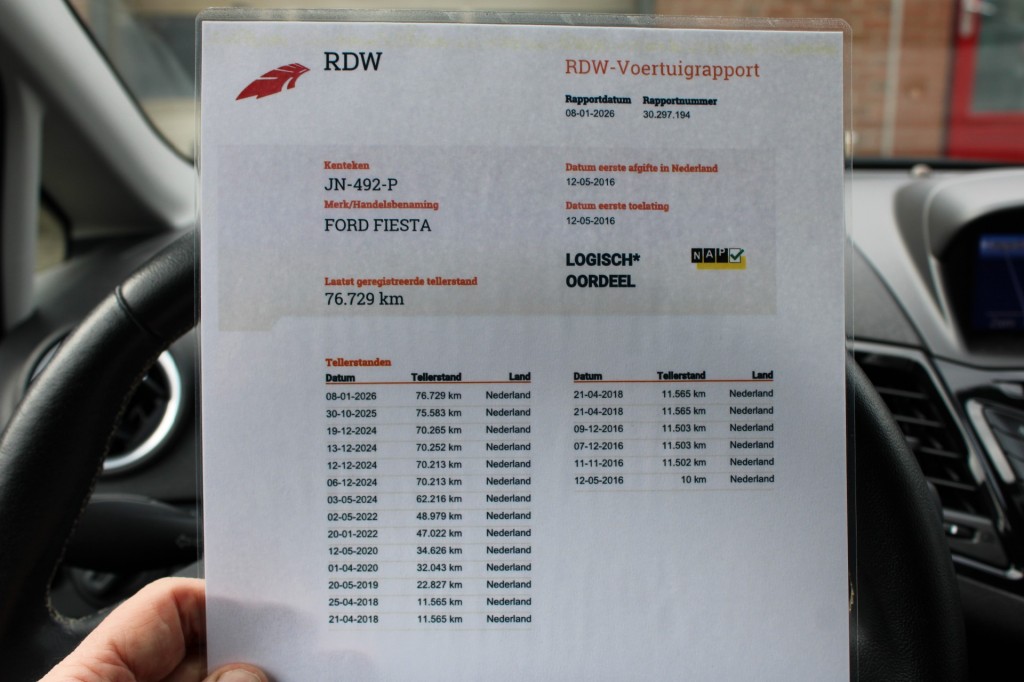 RDW
RDW-Voertuigrapport
Rapportdatum Rapportnummer
08-01-2026 30.297.194
Kenteken
JN-492-P
Merk/Handelsbenaming
FORD FIESTA
Laatst geregistreerde tellerstand
76.729 km
Datum eerste afgifte in Nederland
12-05-2016
Datum eerste toelating
12-05-2016
LOGISCH*
OORDEEL
NAP
Tellerstanden
Datum Tellerstand Land
08-01-2026 76.729 km Nederland
30-10-2025 75.583 km Nederland
19-12-2024 70.265 km Nederland
13-12-2024 70.252 km Nederland
12-12-2024 70.213 km Nederland
06-12-2024 70.213 km Nederland
03-05-2024 62.216 km Nederland
02-05-2022 48.979 km Nederland
20-01-2022 47.022 km Nederland
12-05-2020 34.626 km Nederland
01-04-2020 32.043 km Nederland
20-05-2019 22.827 km Nederland
25-04-2018 11.565 km Nederland
21-04-2018 11.565 km Nederland
Datum Tellerstand Land
21-04-2018 11.565 km Nederland
21-04-2018 11.565 km Nederland
09-12-2016 11.503 km Nederland
07-12-2016 11.503 km Nederland
11-11-2016 11.502 km Nederland
12-05-2016 10 km Nederland